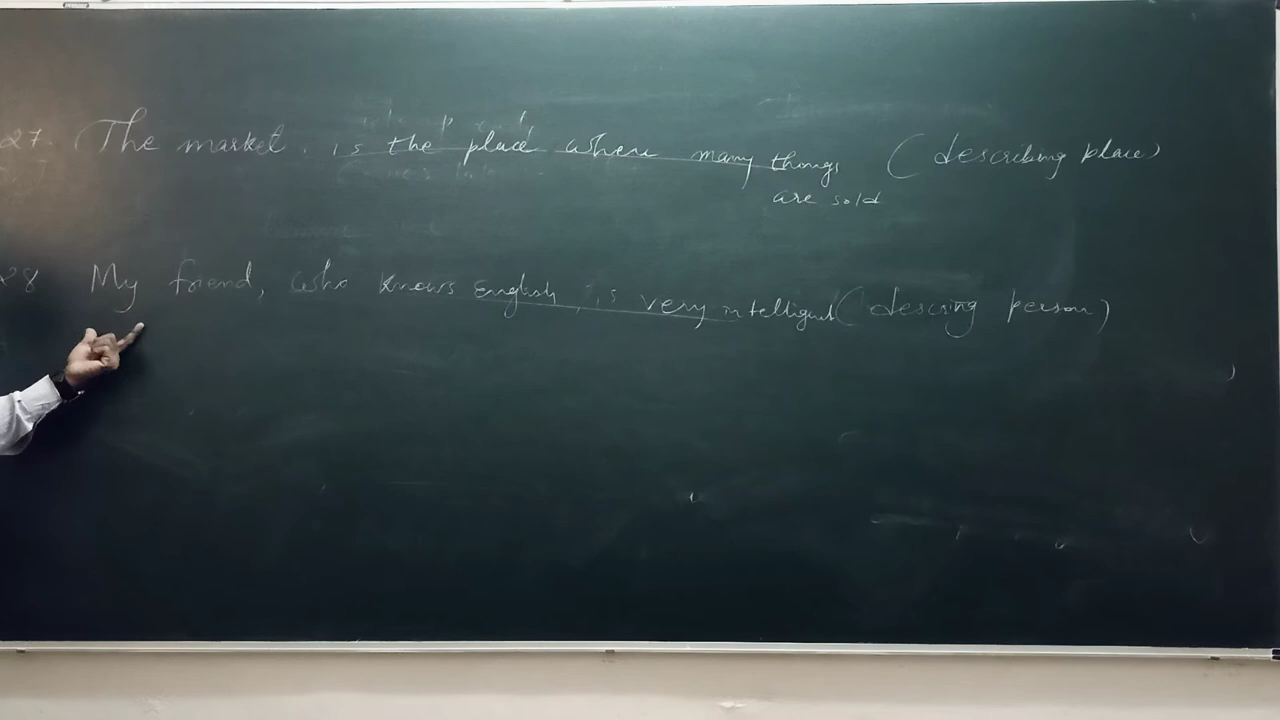 27. The market is the place where many things (describing place)
are sold
28 My friend, who knows English, is very intelligent (descring person)